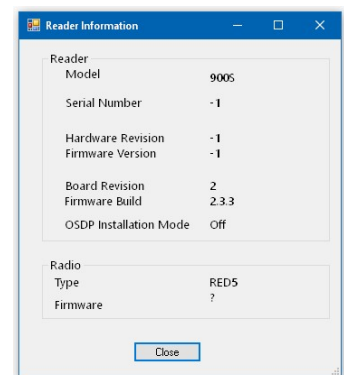 Reader Information
Reader
Model 900S
Serial Number -1
Hardware Revision -1
Firmware Version -1
Board Revision 2
Firmware Build 2.3.3
OSDP Installation Mode Off
Radio
Type RED5
Firmware ?
Close